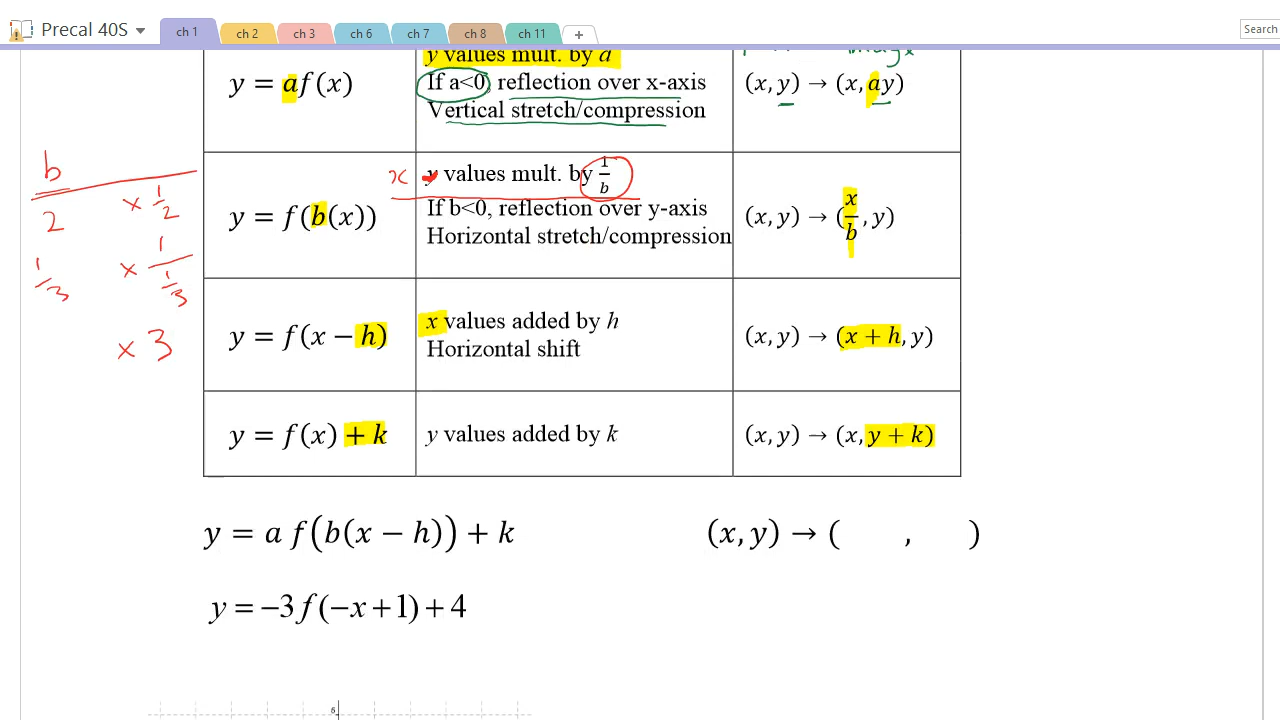 Precal 40S ch 1 ch 2 ch 3 ch 6 ch 7 ch 8 ch 11 + Search
y values mult. by a
y = af(x) If a<0, reflection over x-axis (x, y) → (x, ay)
Vertical stretch/compression
b
2 × 1/2
1/3 × 1/(1/3)
× 3
x y values mult. by 1/b
y = f(b(x)) If b<0, reflection over y-axis (x, y) → (x/b, y)
Horizontal stretch/compression
y = f(x − h) x values added by h (x, y) → (x + h, y)
Horizontal shift
y = f(x) + k y values added by k (x, y) → (x, y + k)
y = a f(b(x − h)) + k (x, y) → ( , )
y = −3f(−x+1)+4
6